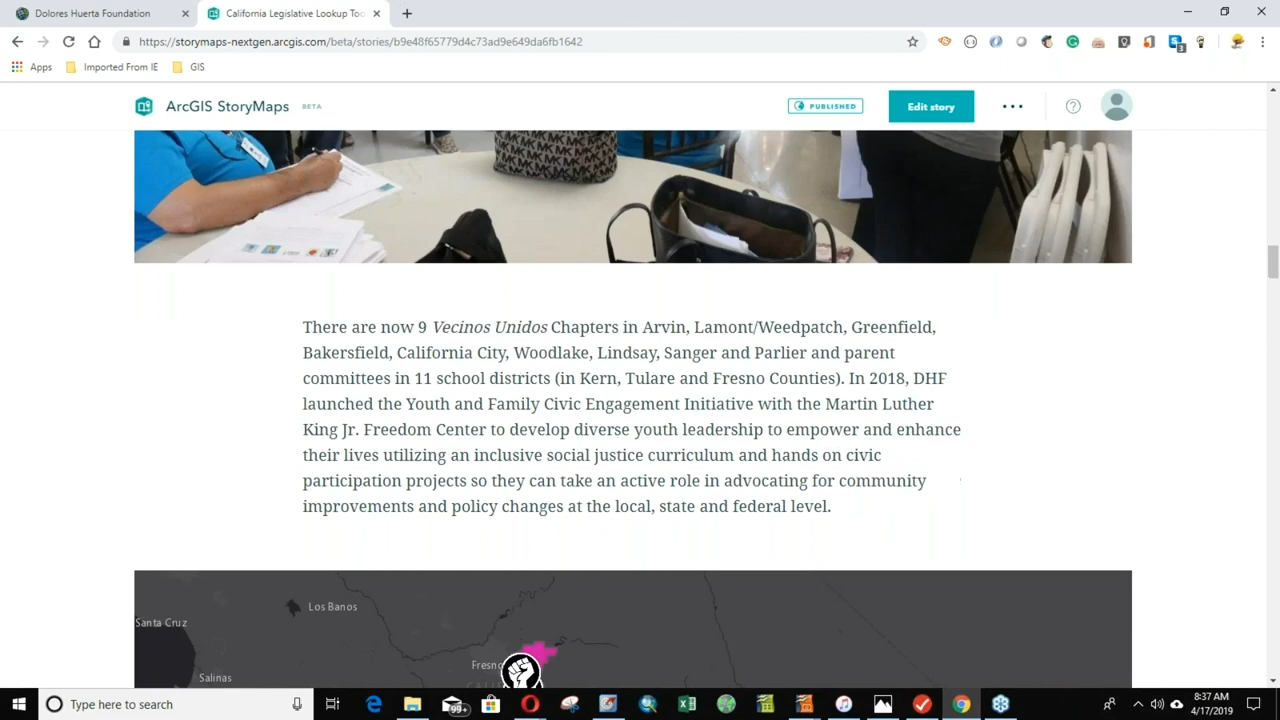 Dolores Huerta Foundation
California Legislative Lookup Too
https://storymaps-nextgen.arcgis.com/beta/stories/b9e48f65779d4c73ad9e649da6fb1642
3
Apps
Imported From IE
GIS
ArcGIS StoryMaps
BETA
PUBLISHED
Edit story
There are now 9 Vecinos Unidos Chapters in Arvin, Lamont/Weedpatch, Greenfield,
Bakersfield, California City, Woodlake, Lindsay, Sanger and Parlier and parent
committees in 11 school districts (in Kern, Tulare and Fresno Counties). In 2018, DHF
launched the Youth and Family Civic Engagement Initiative with the Martin Luther
King Jr. Freedom Center to develop diverse youth leadership to empower and enhance
their lives utilizing an inclusive social justice curriculum and hands on civic
participation projects so they can take an active role in advocating for community
improvements and policy changes at the local, state and federal level.
Los Banos
Santa Cruz
Fresno
Salinas
Type here to search
99+
8:37 AM
4/17/2019